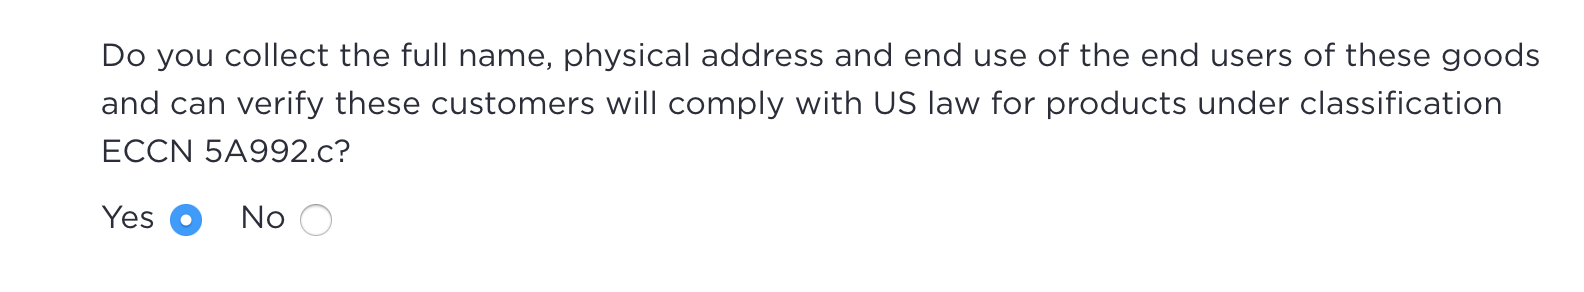 Do you collect the full name, physical address and end use of the end users of these goods
and can verify these customers will comply with US law for products under classification
ECCN 5A992.c?
Yes No